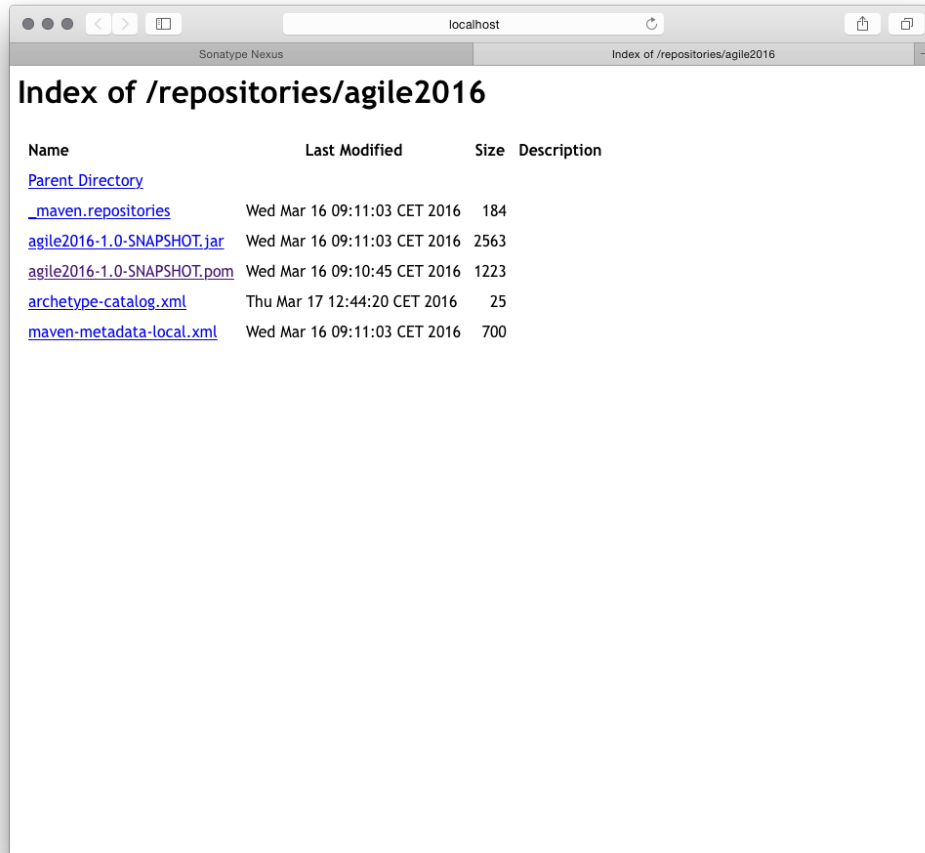 localhost
Sonatype Nexus Index of /repositories/agile2016
Index of /repositories/agile2016
Name Last Modified Size Description
Parent Directory
_maven.repositories Wed Mar 16 09:11:03 CET 2016 184
agile2016-1.0-SNAPSHOT.jar Wed Mar 16 09:11:03 CET 2016 2563
agile2016-1.0-SNAPSHOT.pom Wed Mar 16 09:10:45 CET 2016 1223
archetype-catalog.xml Thu Mar 17 12:44:20 CET 2016 25
maven-metadata-local.xml Wed Mar 16 09:11:03 CET 2016 700